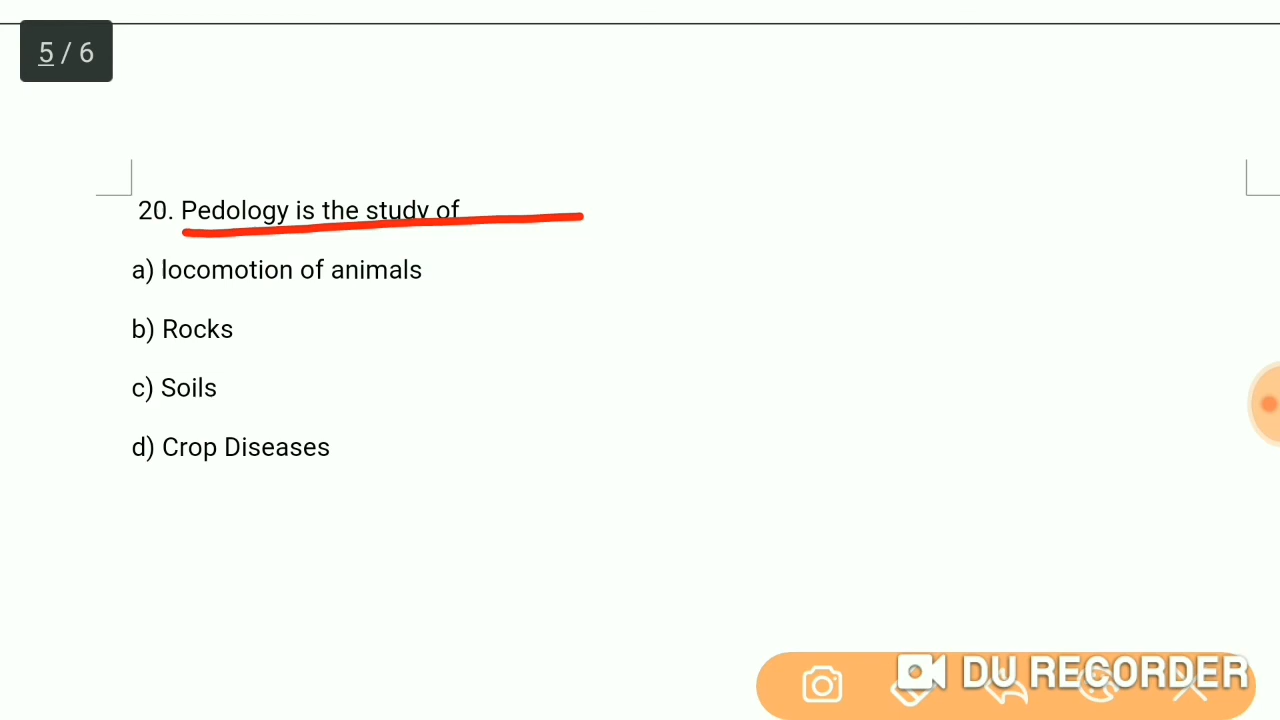 5 / 6
20. Pedology is the study of
a) locomotion of animals
b) Rocks
c) Soils
d) Crop Diseases
DU RECORDER